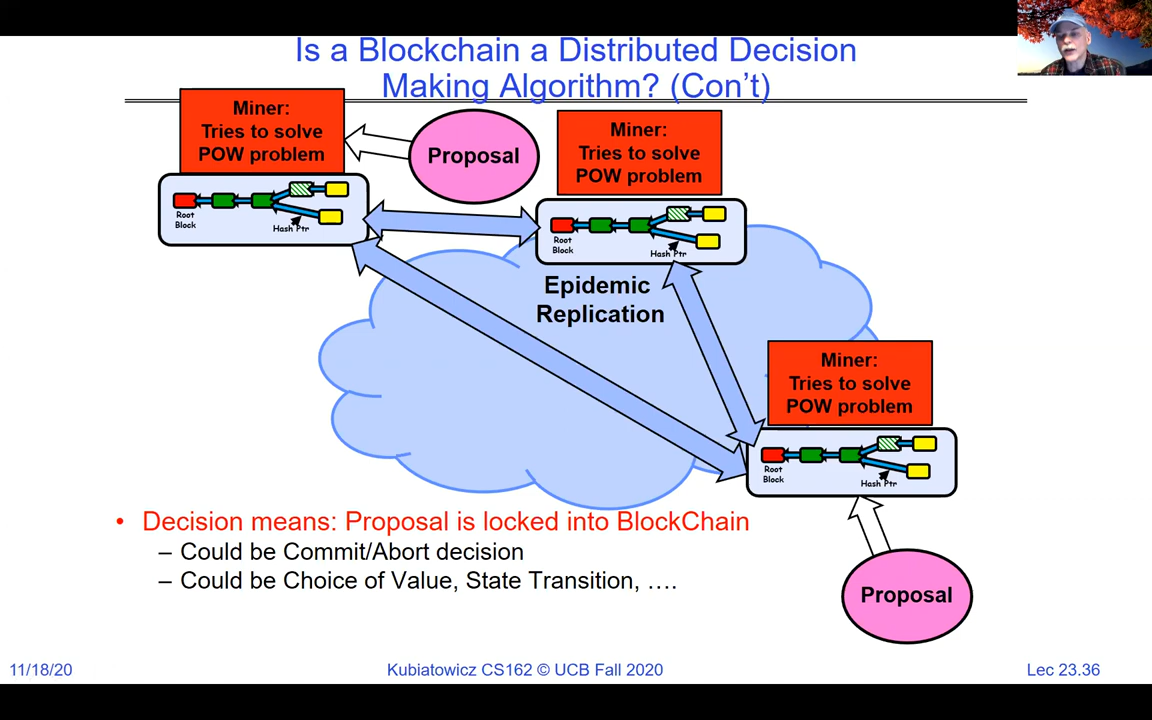 Is a Blockchain a Distributed Decision
Making Algorithm? (Con't)
Miner:
Tries to solve
POW problem
Proposal
Miner:
Tries to solve
POW problem
Root
Block
Hash Ptr
Root
Block
Hash Ptr
Epidemic
Replication
Miner:
Tries to solve
POW problem
Root
Block
Hash Ptr
• Decision means: Proposal is locked into BlockChain
– Could be Commit/Abort decision
– Could be Choice of Value, State Transition, ….
Proposal
11/18/20
Kubiatowicz CS162 © UCB Fall 2020
Lec 23.36